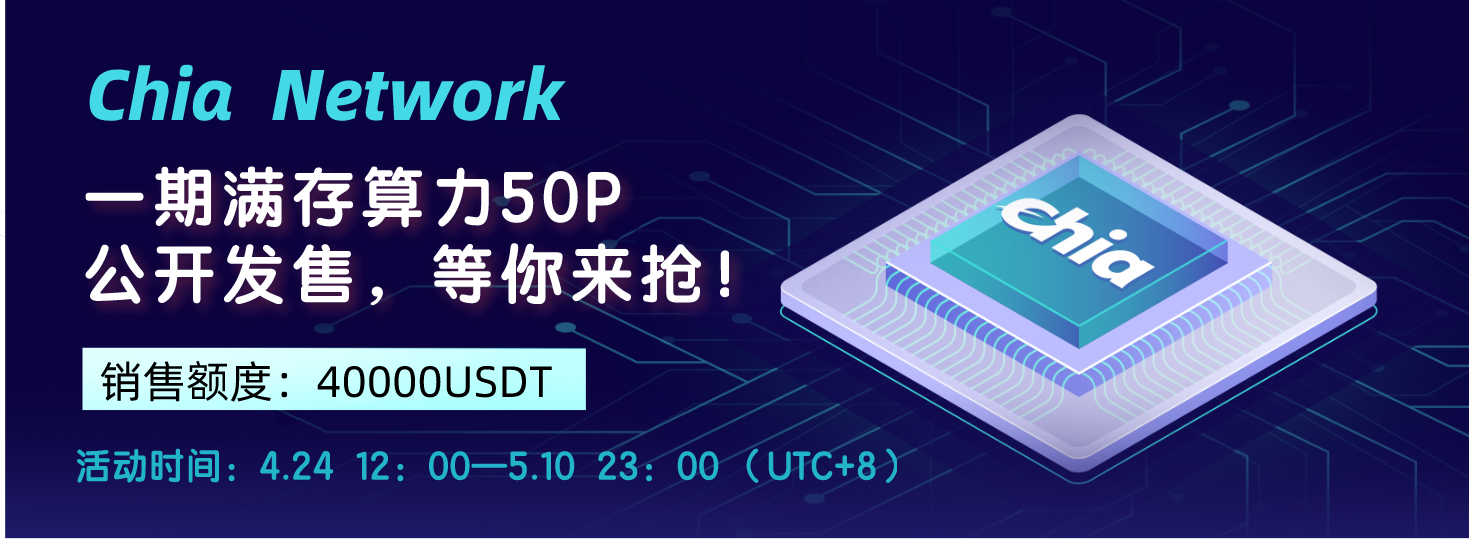 Chia Network
一期满存算力50P
公开发售，等你来抢！
销售额度：40000USDT
活动时间：4.24 12：00—5.10 23：00（UTC+8）
chia